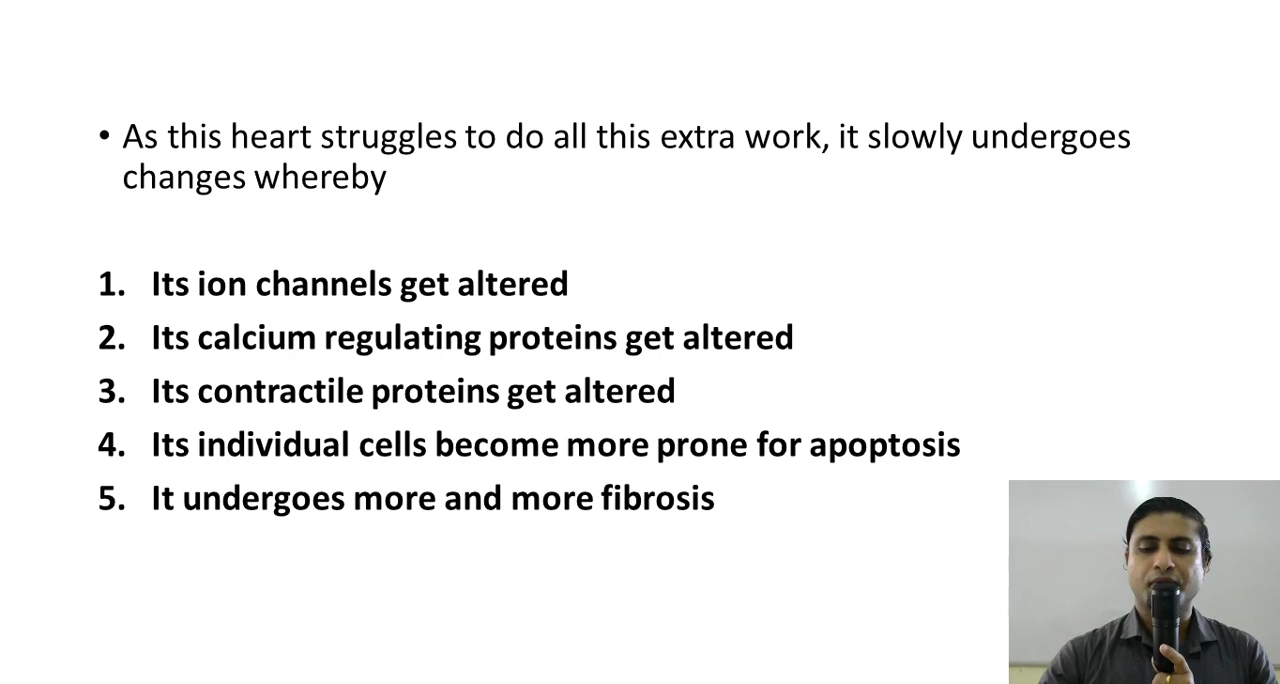 • As this heart struggles to do all this extra work, it slowly undergoes
changes whereby
1. Its ion channels get altered
2. Its calcium regulating proteins get altered
3. Its contractile proteins get altered
4. Its individual cells become more prone for apoptosis
5. It undergoes more and more fibrosis